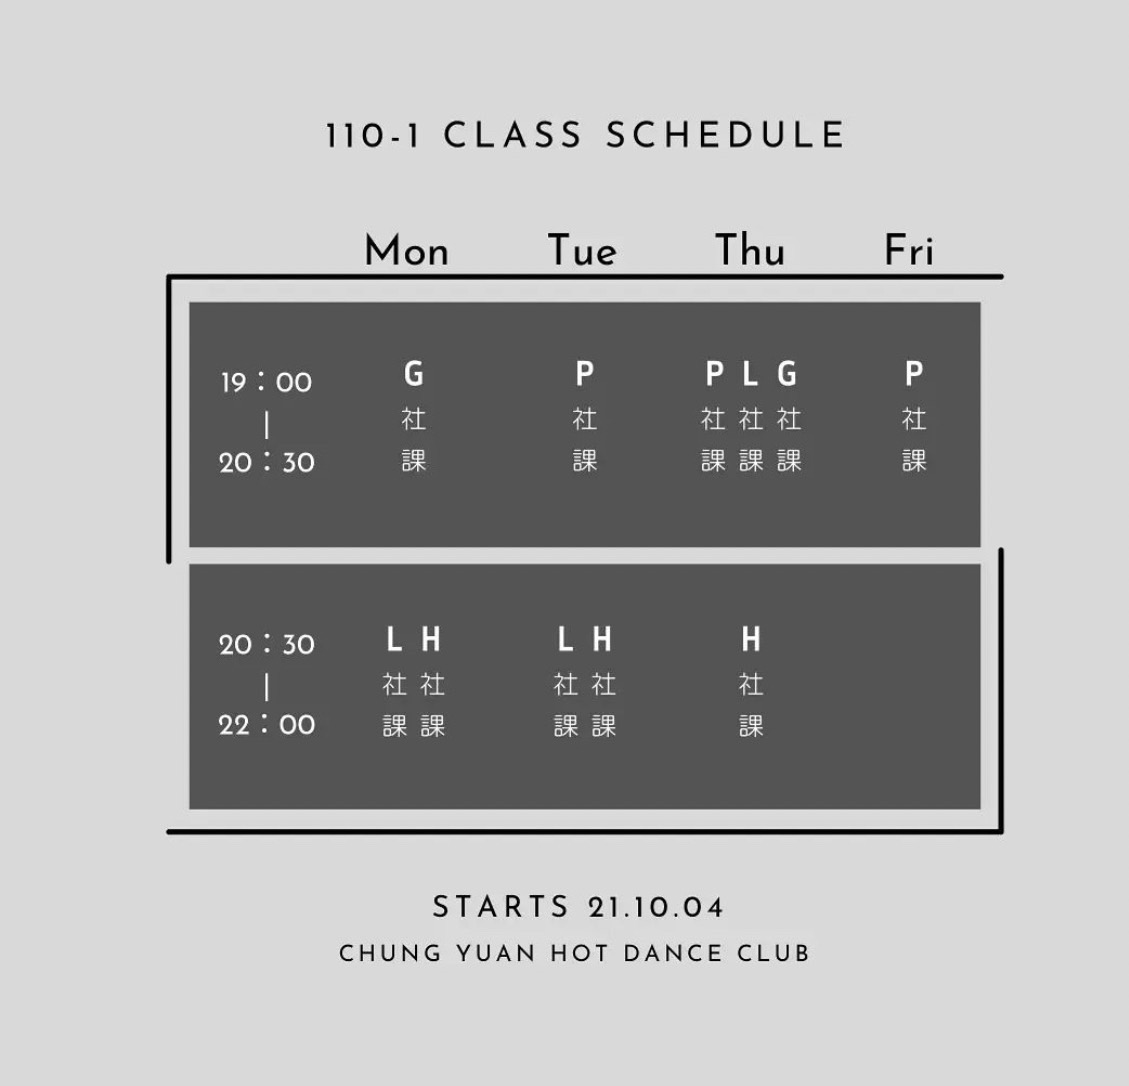 110-1 CLASS SCHEDULE
Mon Tue Thu Fri
19：00
|
20：30
G
社
課
P
社
課
P L G
社 社 社
課 課 課
P
社
課
20：30
|
22：00
L H
社 社
課 課
L H
社 社
課 課
H
社
課
STARTS 21.10.04
CHUNG YUAN HOT DANCE CLUB